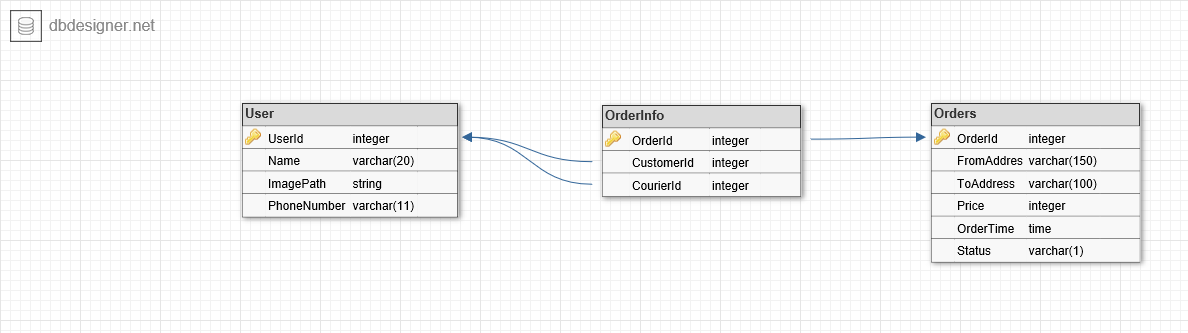 dbdesigner.net
User
UserId integer
Name varchar(20)
ImagePath string
PhoneNumber varchar(11)
OrderInfo
OrderId integer
CustomerId integer
CourierId integer
Orders
OrderId integer
FromAddres varchar(150)
ToAddress varchar(100)
Price integer
OrderTime time
Status varchar(1)